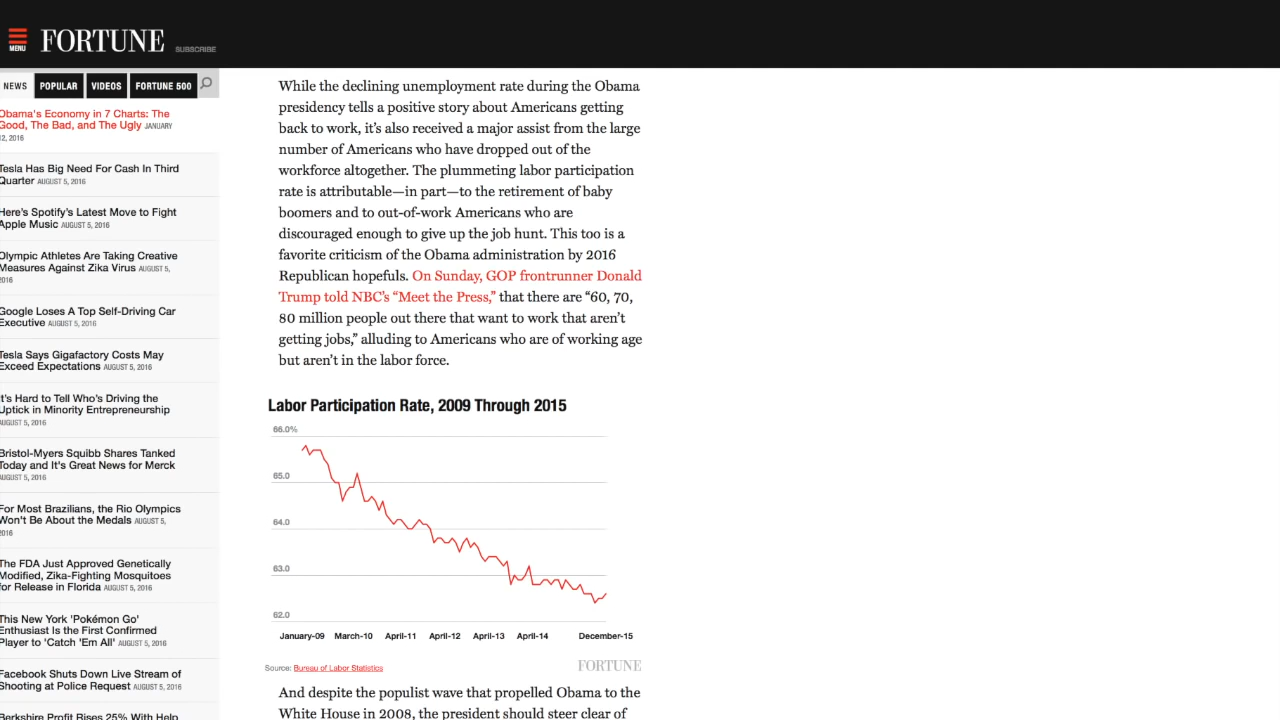 MENU
FORTUNE
SUBSCRIBE
NEWS
POPULAR
VIDEOS
FORTUNE 500
Obama's Economy in 7 Charts: The
Good, The Bad, and The Ugly JANUARY
12, 2016
Tesla Has Big Need For Cash In Third
Quarter AUGUST 5, 2016
Here's Spotify's Latest Move to Fight
Apple Music AUGUST 5, 2016
Olympic Athletes Are Taking Creative
Measures Against Zika Virus AUGUST 5,
2016
Google Loses A Top Self-Driving Car
Executive AUGUST 5, 2016
Tesla Says Gigafactory Costs May
Exceed Expectations AUGUST 5, 2016
It's Hard to Tell Who's Driving the
Uptick in Minority Entrepreneurship
AUGUST 5, 2016
Bristol-Myers Squibb Shares Tanked
Today and It's Great News for Merck
AUGUST 5, 2016
For Most Brazilians, the Rio Olympics
Won't Be About the Medals AUGUST 5,
2016
The FDA Just Approved Genetically
Modified, Zika-Fighting Mosquitoes
for Release in Florida AUGUST 5, 2016
This New York 'Pokémon Go'
Enthusiast Is the First Confirmed
Player to 'Catch 'Em All' AUGUST 5, 2016
Facebook Shuts Down Live Stream of
Shooting at Police Request AUGUST 5, 2016
Berkshire Profit Rises 25% With Help
While the declining unemployment rate during the Obama
presidency tells a positive story about Americans getting
back to work, it's also received a major assist from the large
number of Americans who have dropped out of the
workforce altogether. The plummeting labor participation
rate is attributable—in part—to the retirement of baby
boomers and to out-of-work Americans who are
discouraged enough to give up the job hunt. This too is a
favorite criticism of the Obama administration by 2016
Republican hopefuls. On Sunday, GOP frontrunner Donald
Trump told NBC's “Meet the Press,” that there are “60, 70,
80 million people out there that want to work that aren't
getting jobs,” alluding to Americans who are of working age
but aren't in the labor force.
Labor Participation Rate, 2009 Through 2015
66.0%
65.0
64.0
63.0
62.0
January-09 March-10 April-11 April-12 April-13 April-14 December-15
Source: Bureau of Labor Statistics
FORTUNE
And despite the populist wave that propelled Obama to the
White House in 2008, the president should steer clear of